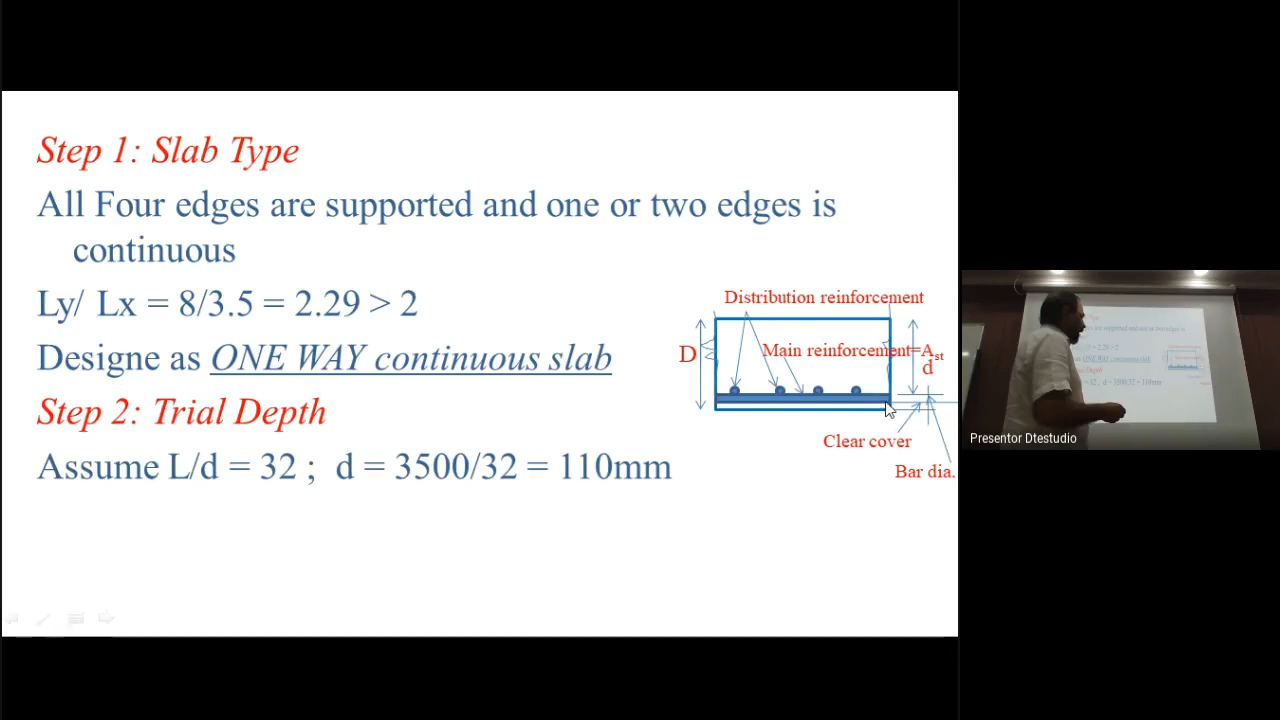 Step 1: Slab Type
All Four edges are supported and one or two edges is
continuous
Ly/ Lx = 8/3.5 = 2.29 > 2
Designe as ONE WAY continuous slab
Step 2: Trial Depth
Assume L/d = 32 ; d = 3500/32 = 110mm
Distribution reinforcement
D
Main reinforcement=Ast
d
Clear cover
Bar dia.
Presentor Dtestudio